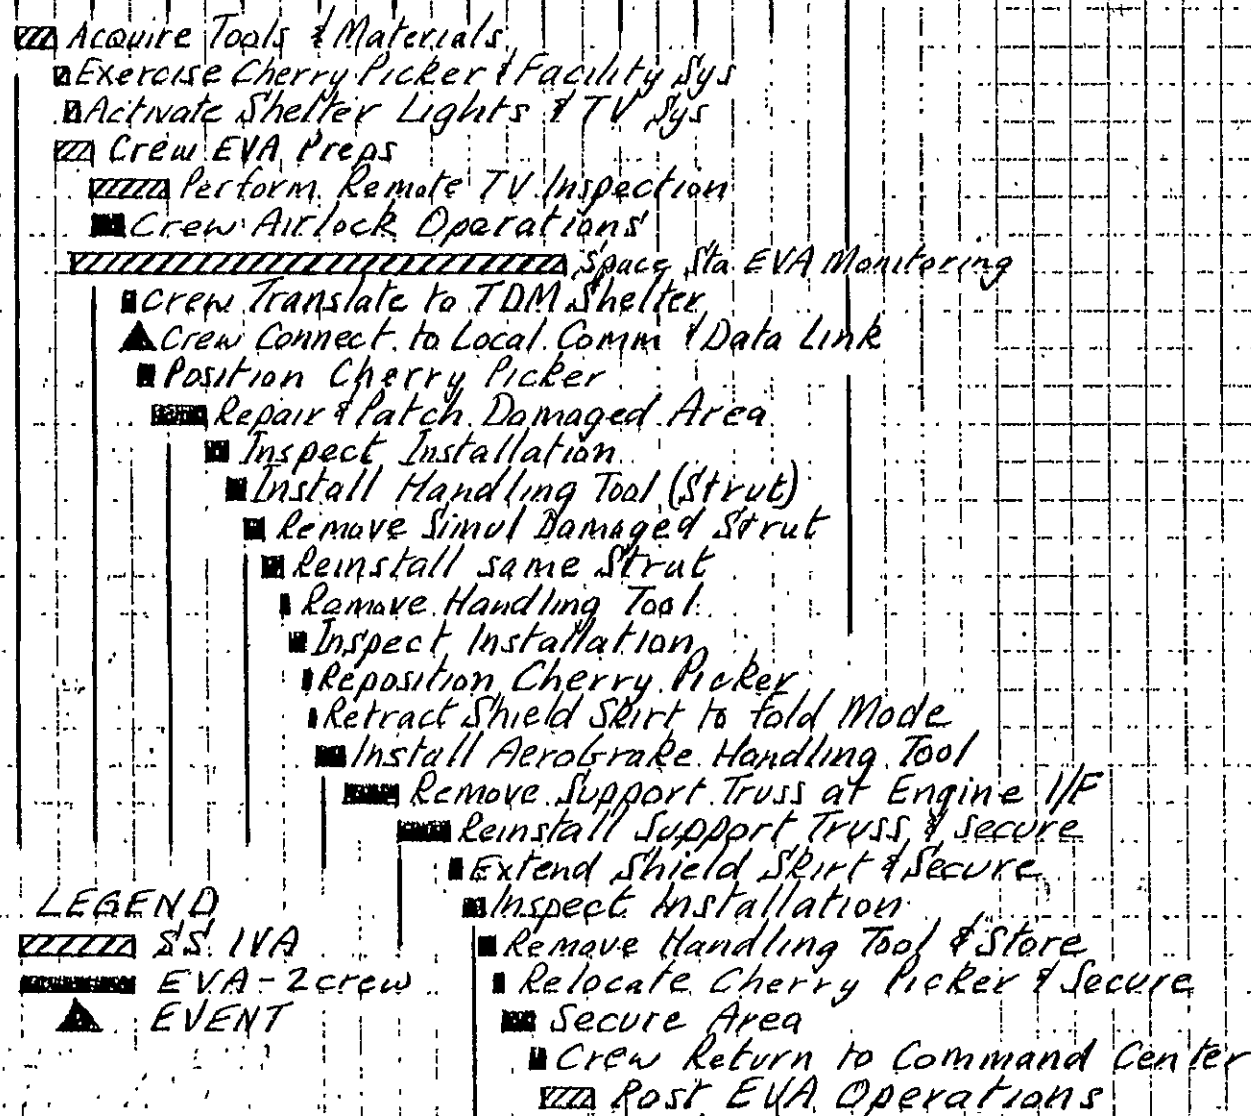 Acquire Tools & Materials
Exercise Cherry Picker & Facility Sys
Activate Shelter Lights & TV Sys
Crew EVA Preps
Perform Remote TV Inspection
Crew Airlock Operations
Space Sta EVA Monitoring
Crew Translate to TDM Shelter
Crew Connect to Local Comm & Data Link
Position Cherry Picker
Repair & Patch Damaged Area
Inspect Installation
Install Handling Tool (Strut)
Remove Simul Damaged Strut
Reinstall same Strut
Remove Handling Tool
Inspect Installation
Reposition Cherry Picker
Retract Shield Skirt to Fold Mode
Install Aerobrake Handling Tool
Remove Support Truss at Engine I/F
Reinstall Support Truss & Secure
Extend Shield Skirt & Secure
LEGEND
Inspect Installation
SS IVA
Remove Handling Tool & Store
EVA-2crew
Relocate Cherry Picker & Secure
EVENT
Secure Area
Crew Return to Command Center
Post EVA Operations